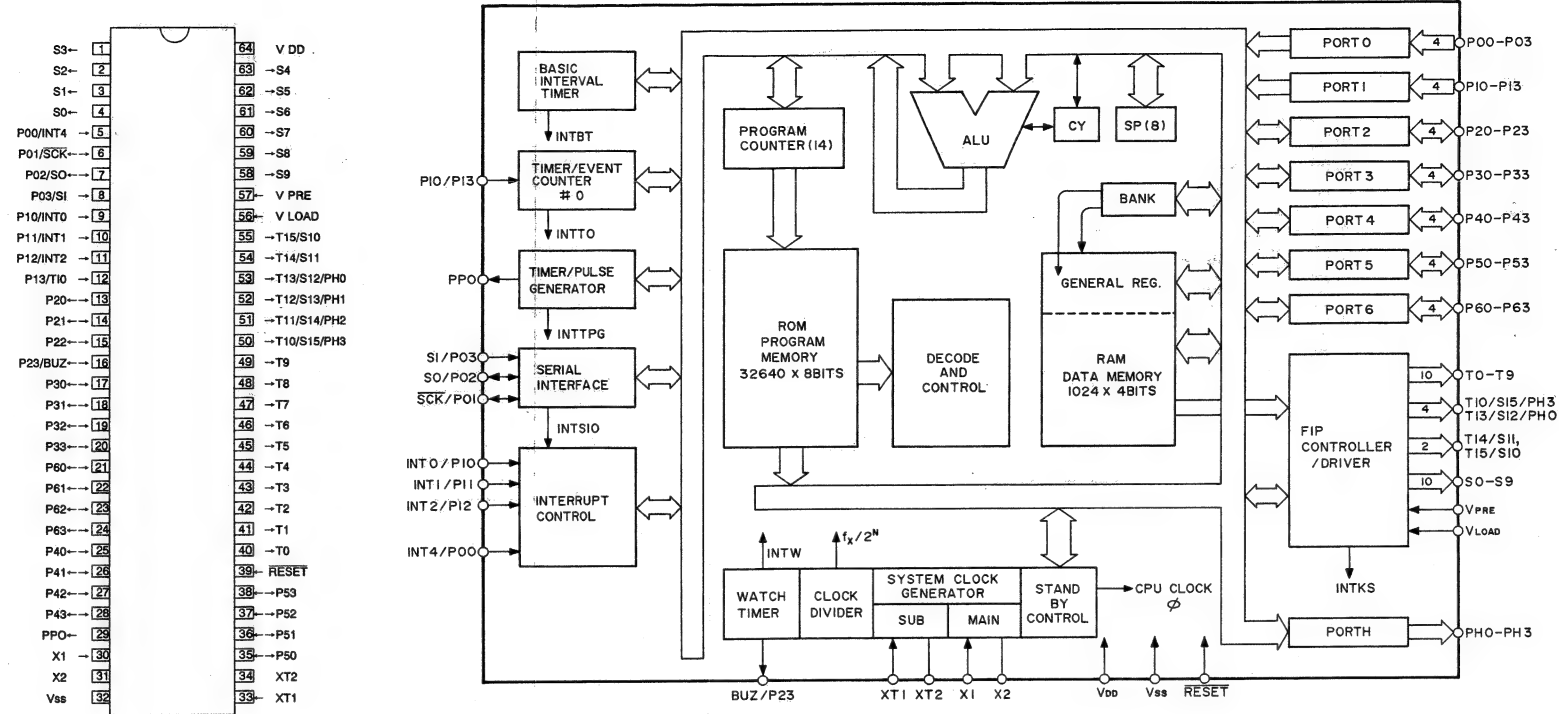 S3← 1 64 V DD
S2← 2 63 →S4
S1← 3 62 →S5
S0← 4 61 →S6
P00/INT4 → 5 60 →S7
P01/SCK←→ 6 59 →S8
P02/SO←→ 7 58 →S9
P03/SI → 8 57 ← V PRE
P10/INT0 → 9 56 ← V LOAD
P11/INT1 → 10 55 →T15/S10
P12/INT2 → 11 54 →T14/S11
P13/TI0 → 12 53 →T13/S12/PH0
P20←→ 13 52 →T12/S13/PH1
P21←→ 14 51 →T11/S14/PH2
P22←→ 15 50 →T10/S15/PH3
P23/BUZ←→ 16 49 →T9
P30←→ 17 48 →T8
P31←→ 18 47 →T7
P32←→ 19 46 →T6
P33←→ 20 45 →T5
P60←→ 21 44 →T4
P61←→ 22 43 →T3
P62←→ 23 42 →T2
P63←→ 24 41 →T1
P40←→ 25 40 →T0
P41←→ 26 39 ← RESET
P42←→ 27 38 ←→P53
P43←→ 28 37 ←→P52
PPO← 29 36 ←→P51
X1 → 30 35 ←→P50
X2 31 34 XT2
Vss 32 33 ← XT1
BASIC
INTERVAL
TIMER
INTBT
PI0/P13
TIMER/EVENT
COUNTER
# 0
INTTO
PPO
TIMER/PULSE
GENERATOR
INTTPG
SI/P03
SO/P02
SCK/P01
SERIAL
INTERFACE
INTSIO
INT0/P10
INT1/P11
INT2/P12
INT4/P00
INTERRUPT
CONTROL
PROGRAM
COUNTER (14)
ALU
CY
SP(8)
BANK
ROM
PROGRAM
MEMORY
32640 X 8BITS
DECODE
AND
CONTROL
GENERAL REG.
RAM
DATA MEMORY
1024 X 4BITS
INTW
fx/2N
WATCH
TIMER
CLOCK
DIVIDER
SYSTEM CLOCK
GENERATOR
SUB
MAIN
STAND
BY
CONTROL
CPU CLOCK
Φ
BUZ/P23
XT1
XT2
X1
X2
VDD
VSS
RESET
PORT 0
4
P00-P03
PORT 1
4
P10-P13
PORT 2
4
P20-P23
PORT 3
4
P30-P33
PORT 4
4
P40-P43
PORT 5
4
P50-P53
PORT 6
4
P60-P63
FIP
CONTROLLER
/DRIVER
10
T0-T9
4
T10/S15/PH3
T13/S12/PH0
2
T14/S11,
T15/S10
10
S0-S9
VPRE
VLOAD
INTKS
PORTH
PH0-PH3